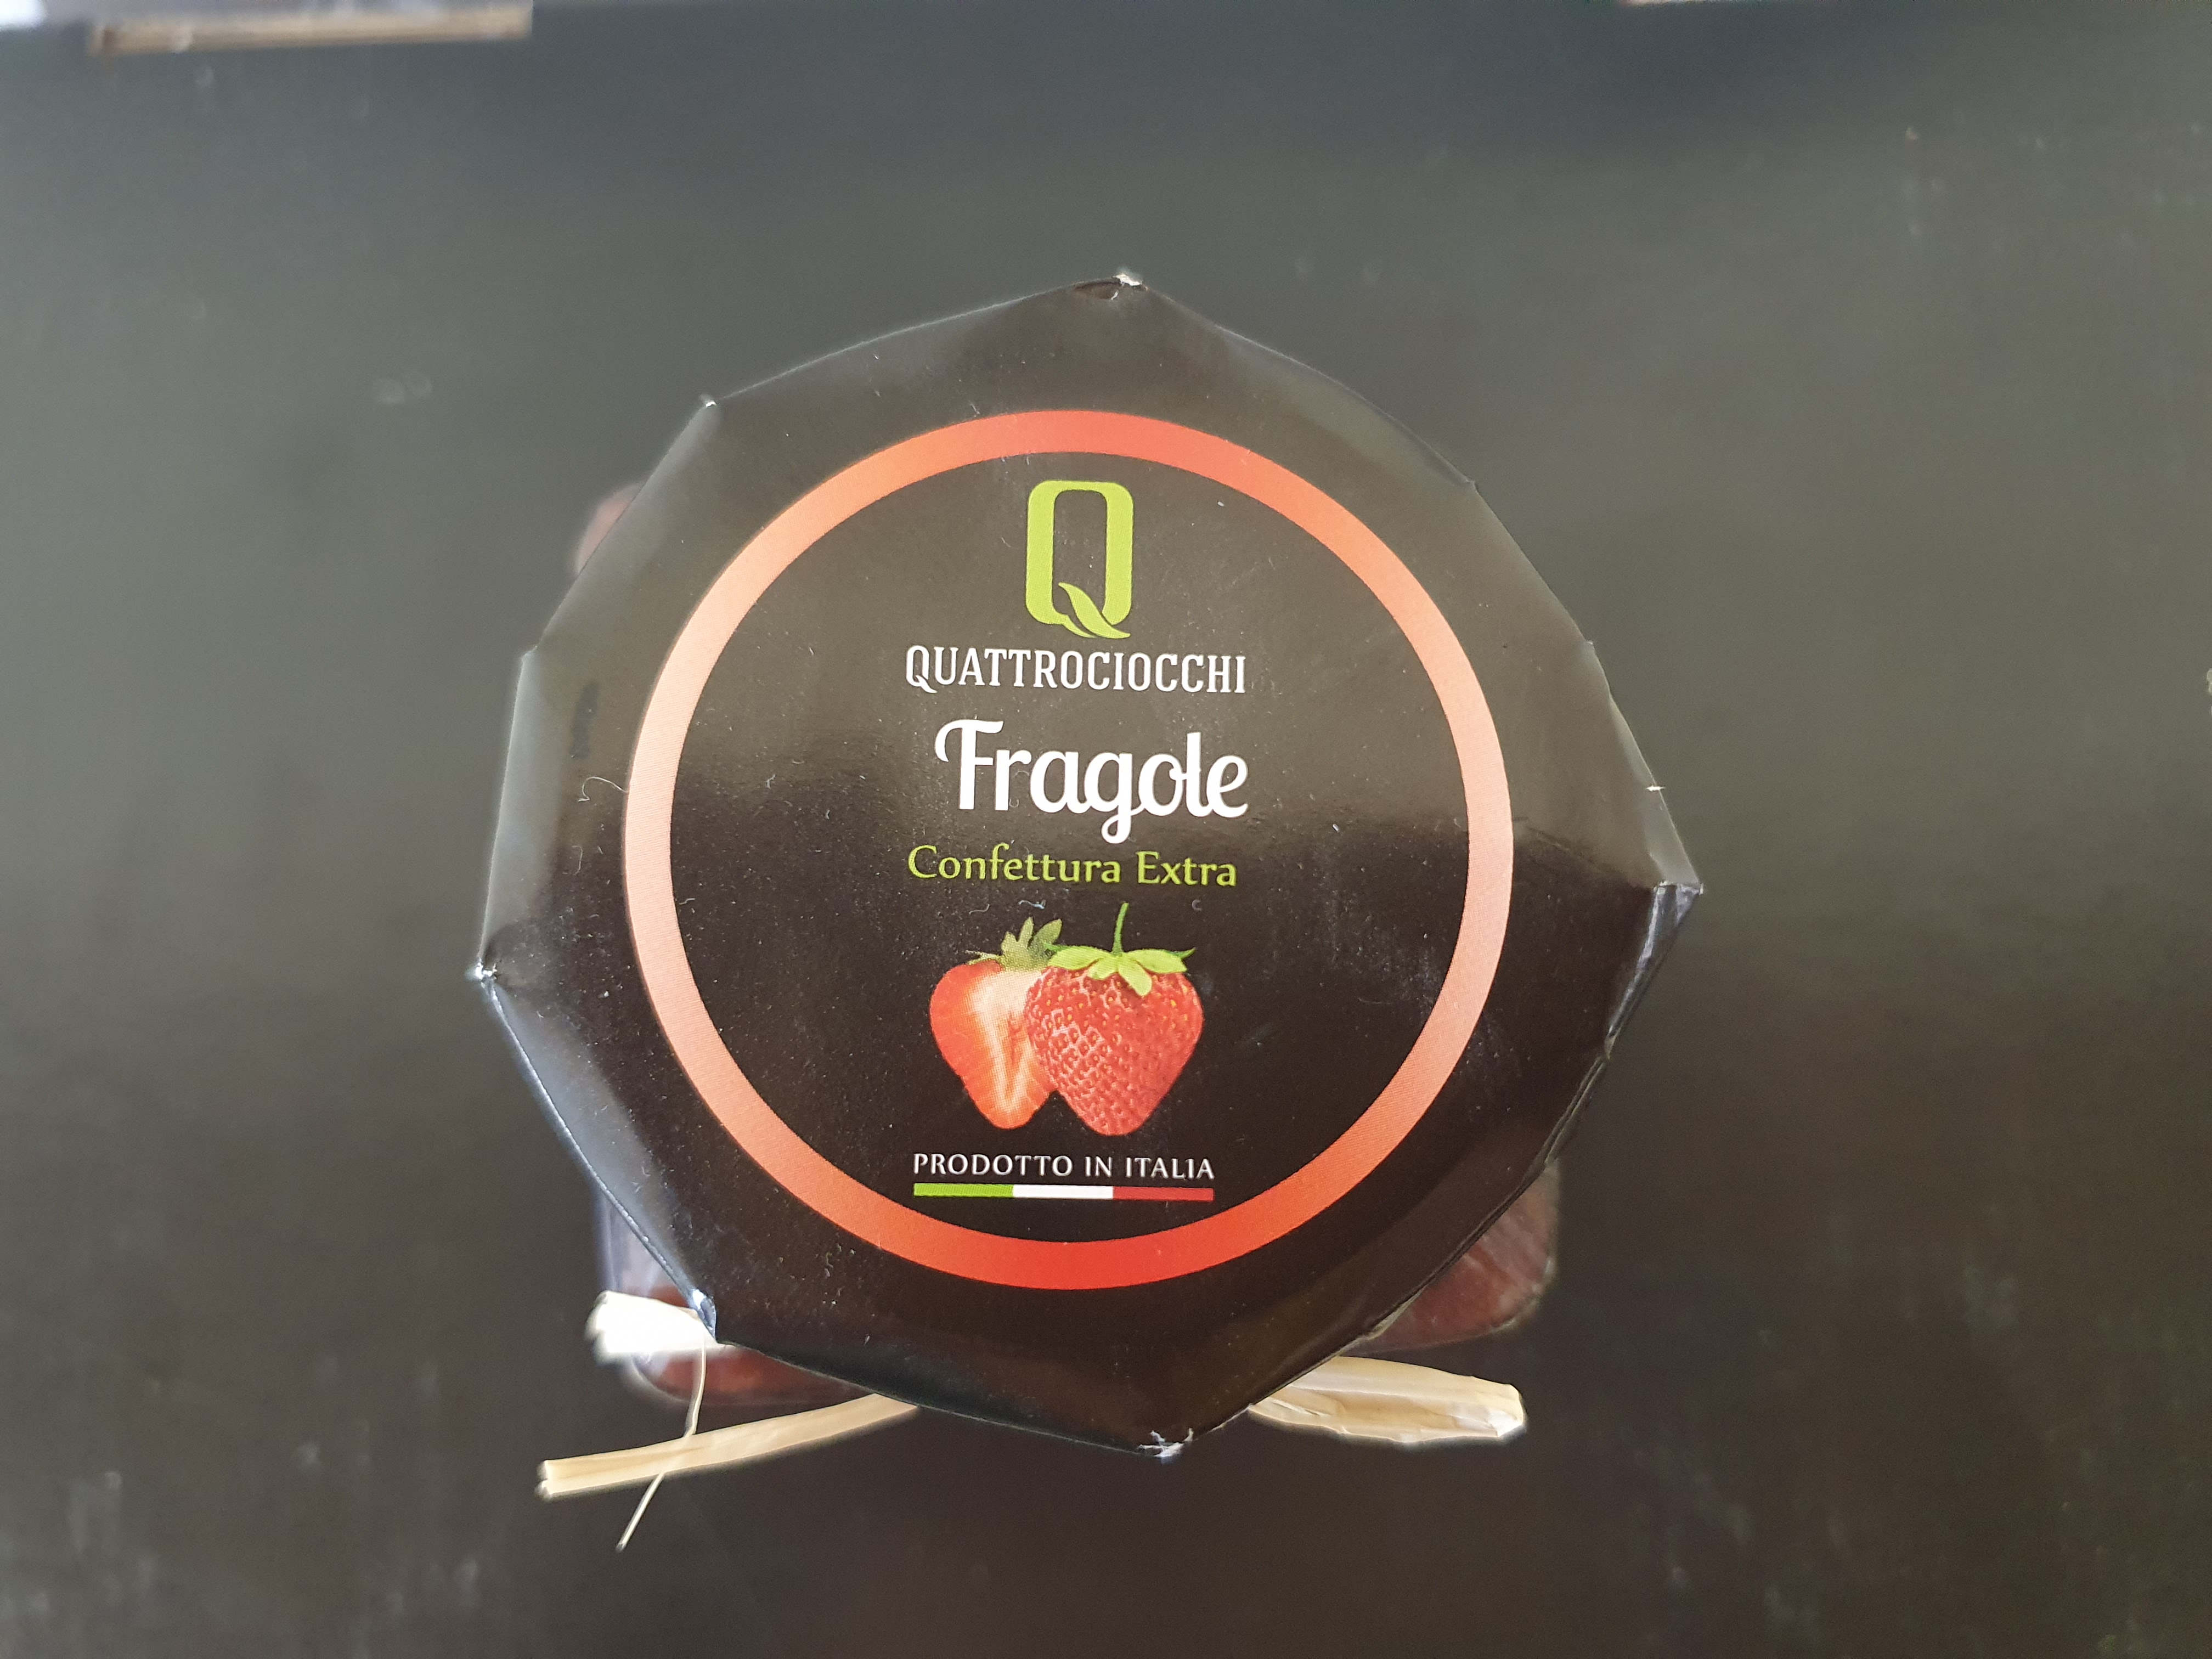 Q
QUATTROCIOCCHI
Fragole
Confettura Extra
PRODOTTO IN ITALIA